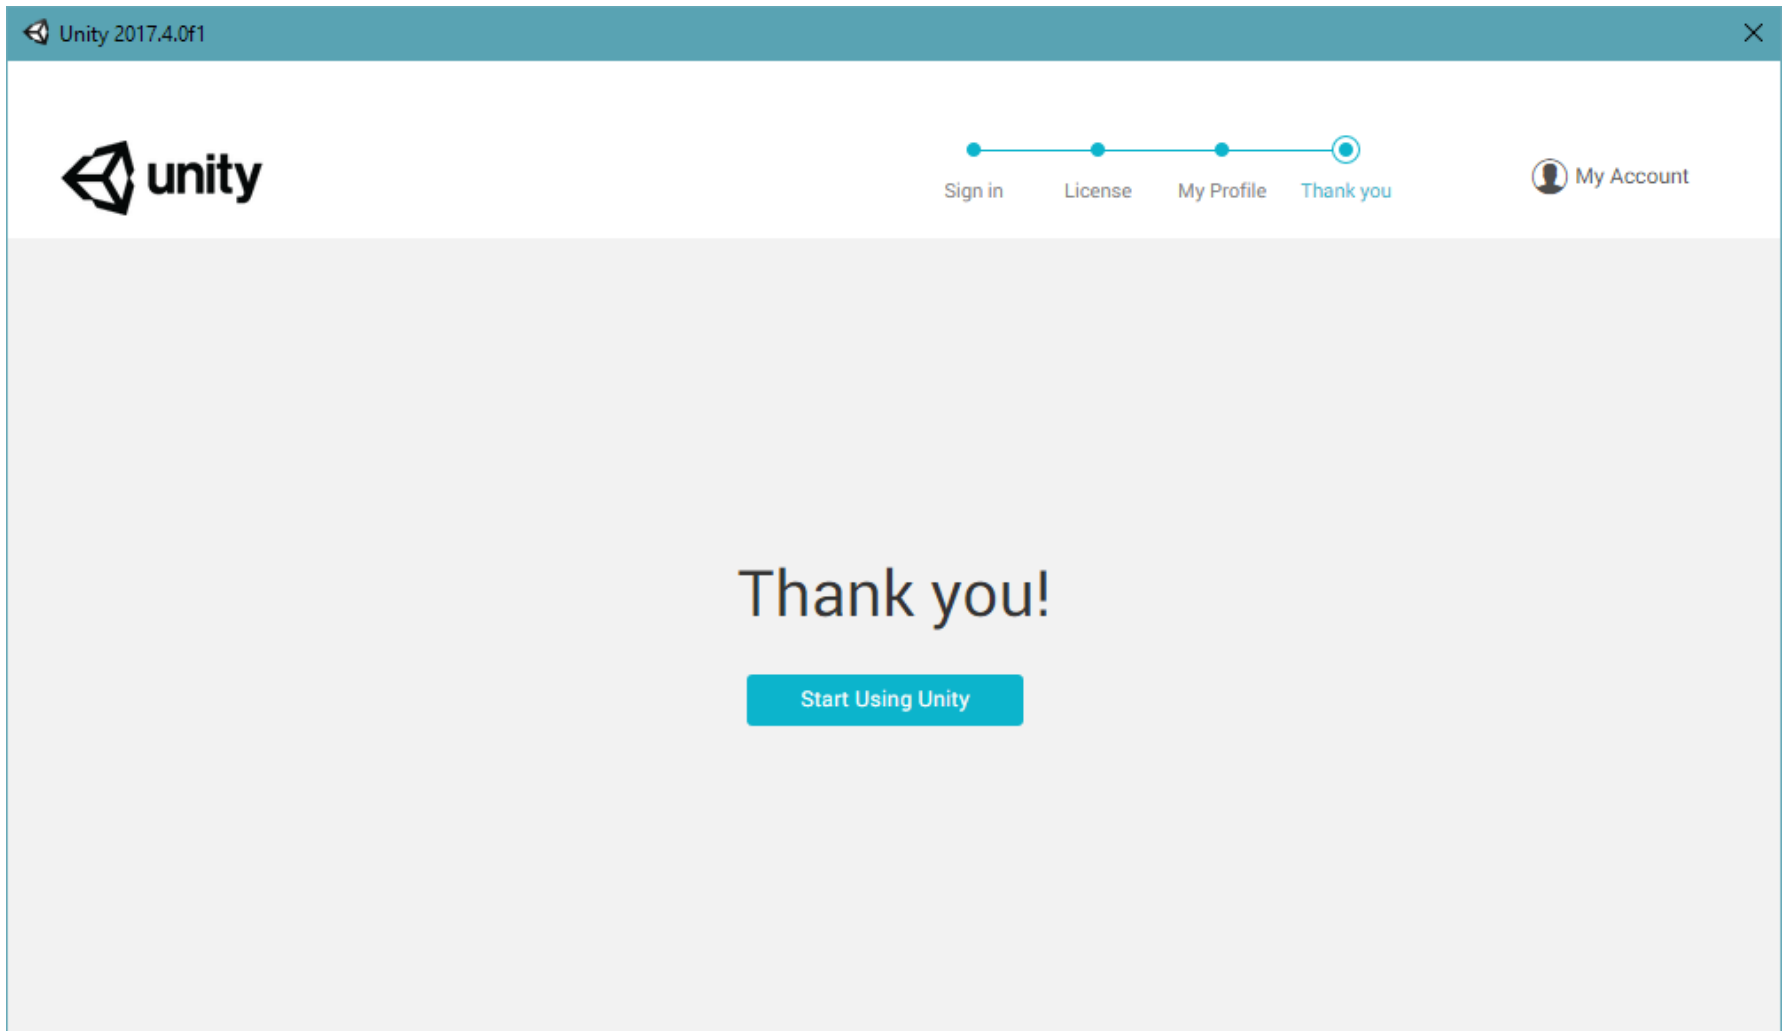 Unity 2017.4.0f1
unity
Sign in License My Profile Thank you
My Account
Thank you!
Start Using Unity